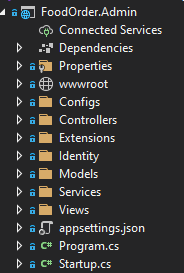 FoodOrder.Admin
Connected Services
Dependencies
Properties
wwwroot
Configs
Controllers
Extensions
Identity
Models
Services
Views
appsettings.json
C# Program.cs
C# Startup.cs